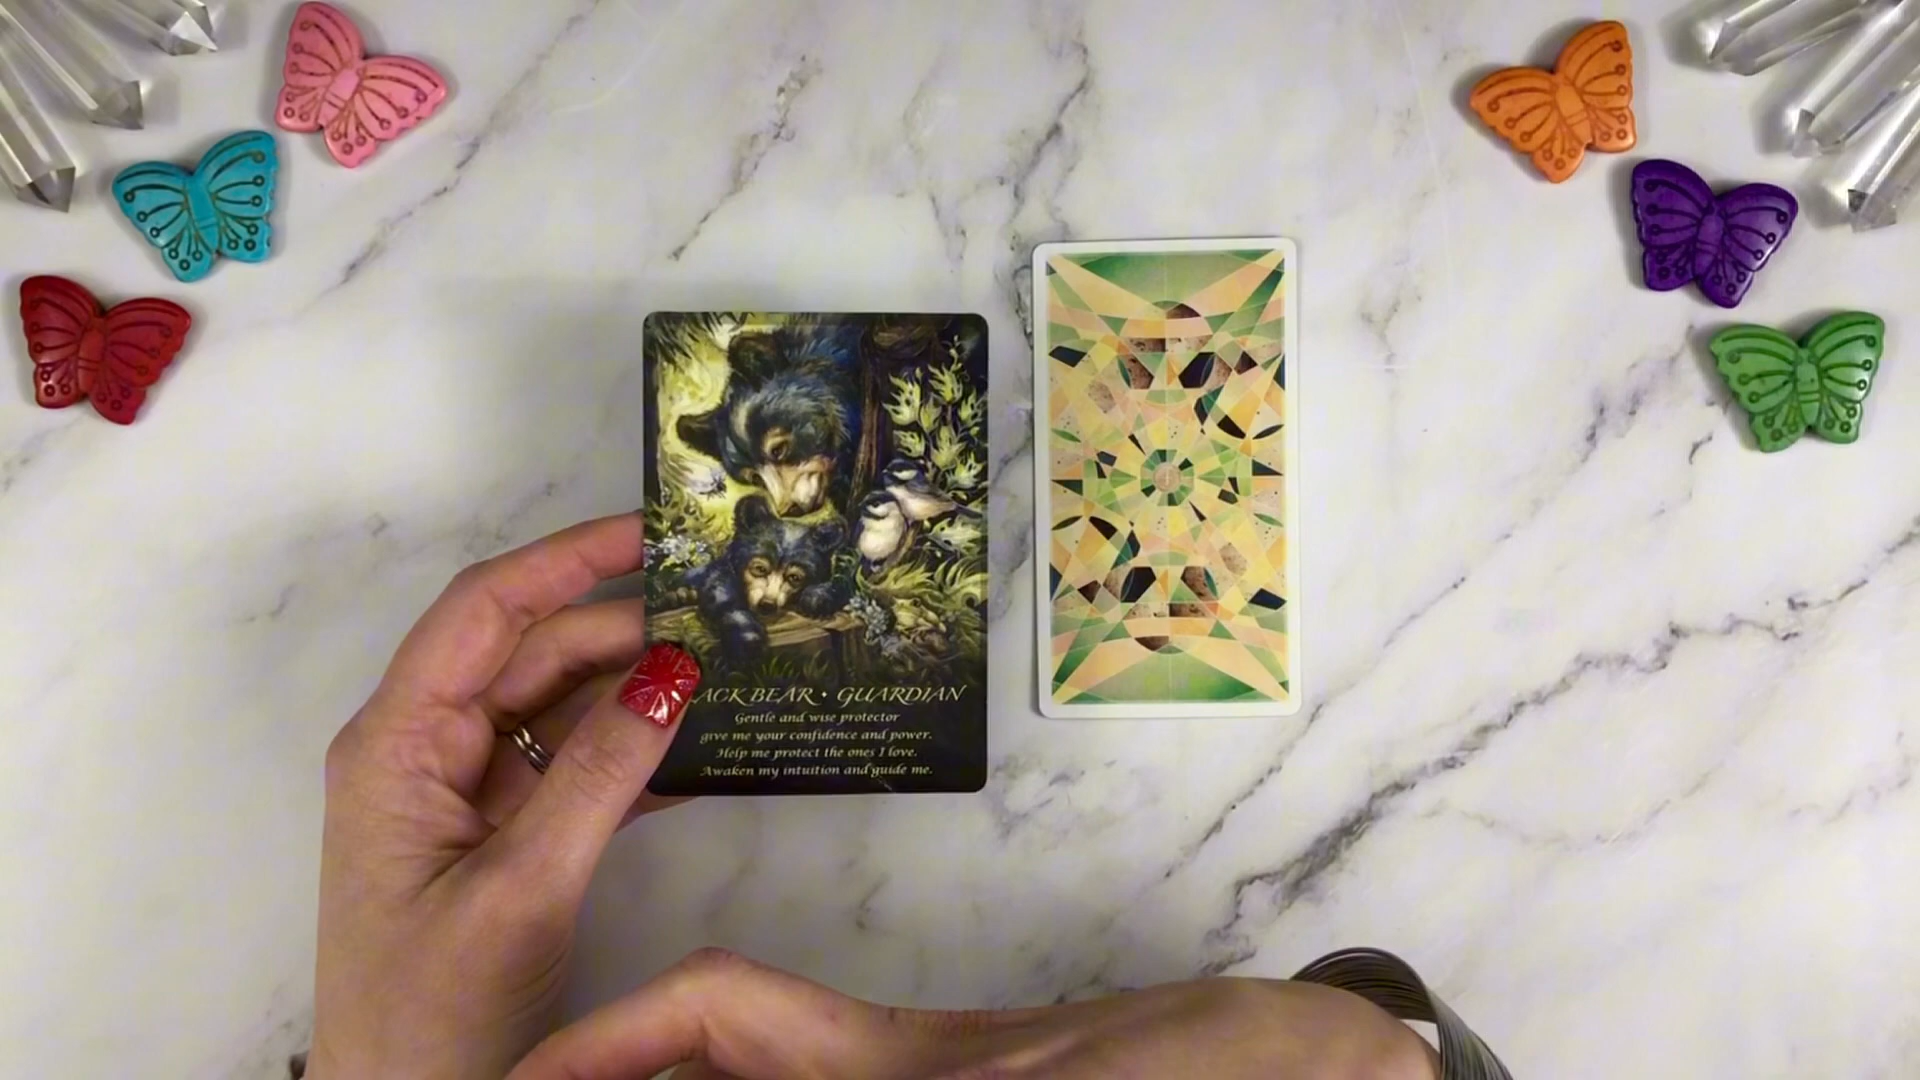 ACK BEAR • GUARDIAN
Gentle and wise protector
give me your confidence and power.
Help me protect the ones I love.
Awaken my intuition and guide me.